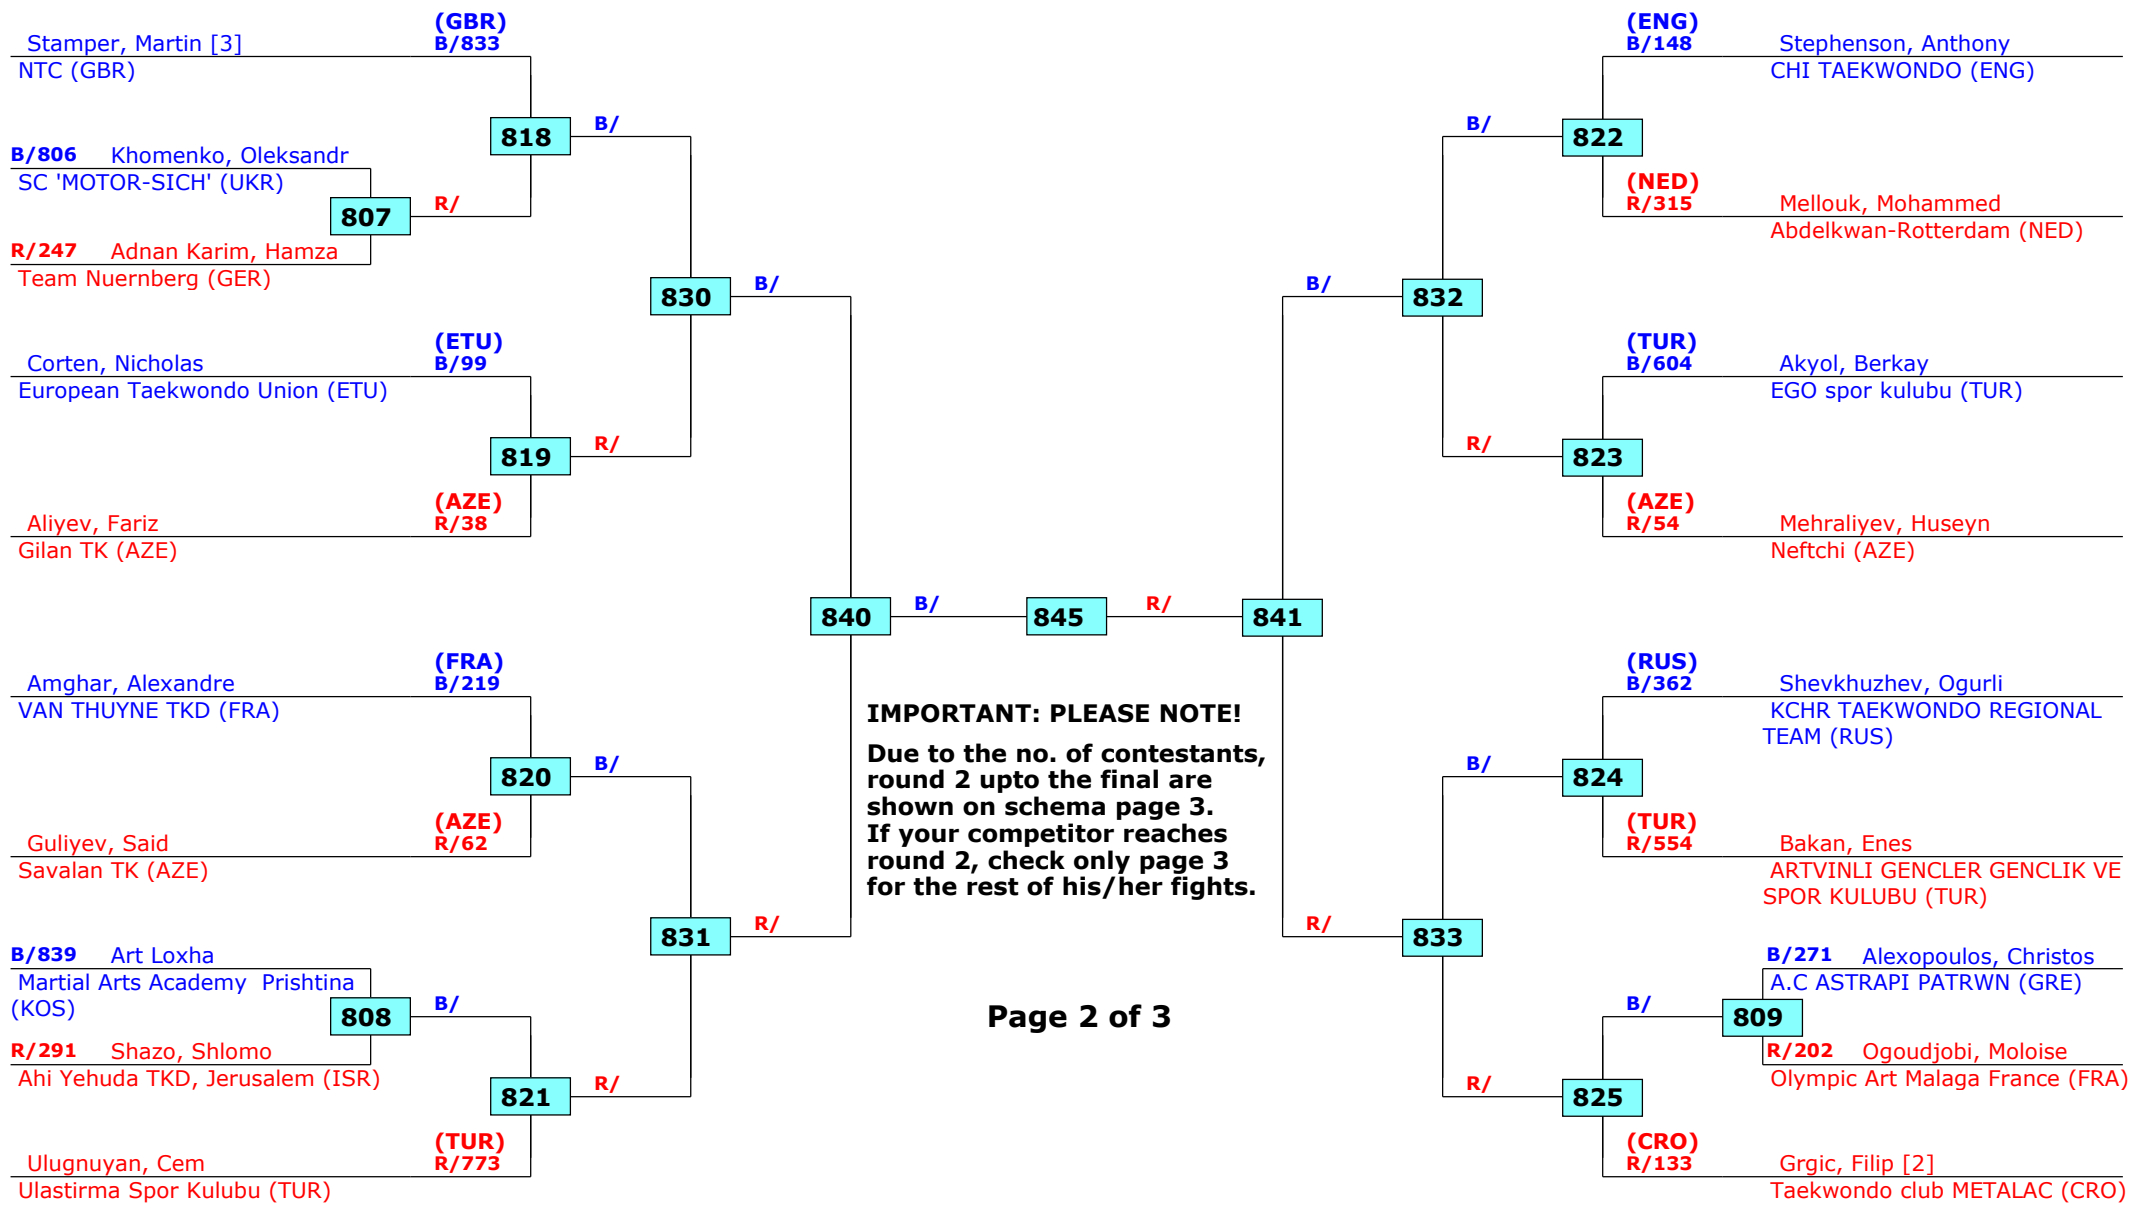 (GBR)
Stamper, Martin [3] B/833
NTC (GBR)
818
B/
B/806 Khomenko, Oleksandr
SC 'MOTOR-SICH' (UKR)
807
R/
R/247 Adnan Karim, Hamza
Team Nuernberg (GER)
830
B/
(ETU)
Corten, Nicholas B/99
European Taekwondo Union (ETU)
819
R/
(AZE)
Aliyev, Fariz R/38
Gilan TK (AZE)
840
B/
845
R/
841
(FRA)
Amghar, Alexandre B/219
VAN THUYNE TKD (FRA)
820
B/
(AZE)
Guliyev, Said R/62
Savalan TK (AZE)
831
R/
B/839 Art Loxha
Martial Arts Academy Prishtina
(KOS)
808
B/
R/291 Shazo, Shlomo
Ahi Yehuda TKD, Jerusalem (ISR)
821
R/
(TUR)
Ulugnuyan, Cem R/773
Ulastirma Spor Kulubu (TUR)
IMPORTANT: PLEASE NOTE!
Due to the no. of contestants,
round 2 upto the final are
shown on schema page 3.
If your competitor reaches
round 2, check only page 3
for the rest of his/her fights.
Page 2 of 3
(ENG)
B/148 Stephenson, Anthony
CHI TAEKWONDO (ENG)
B/
822
(NED)
R/315 Mellouk, Mohammed
Abdelkwan-Rotterdam (NED)
B/
832
(TUR)
B/604 Akyol, Berkay
EGO spor kulubu (TUR)
R/
823
(AZE)
R/54 Mehraliyev, Huseyn
Neftchi (AZE)
(RUS)
B/362 Shevkhuzhev, Ogurli
KCHR TAEKWONDO REGIONAL
TEAM (RUS)
B/
824
(TUR)
R/554 Bakan, Enes
ARTVINLI GENCLER GENCLIK VE
SPOR KULUBU (TUR)
R/
833
B/271 Alexopoulos, Christos
A.C ASTRAPI PATRWN (GRE)
B/
809
R/202 Ogoudjobi, Moloise
Olympic Art Malaga France (FRA)
R/
825
(CRO)
R/133 Grgic, Filip [2]
Taekwondo club METALAC (CRO)